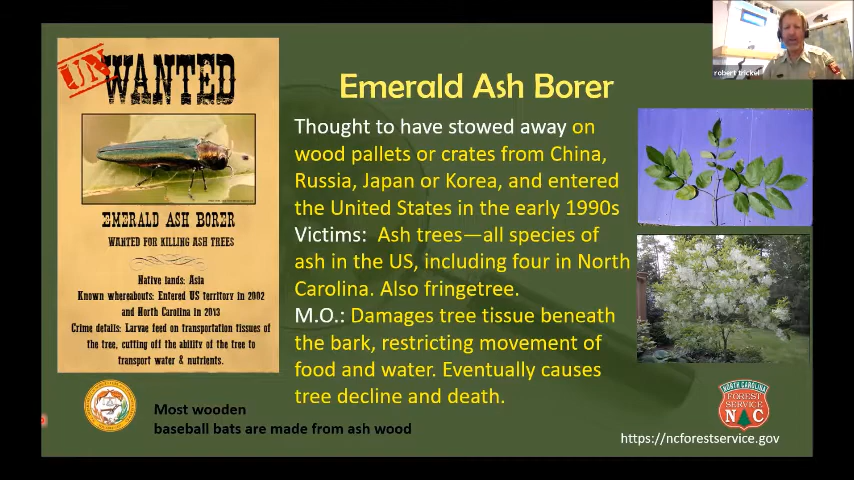 UNWANTED
EMERALD ASH BORER
WANTED FOR KILLING ASH TREES
Native lands: Asia
Known whereabouts: Entered US territory in 2002
and North Carolina in 2013
Crime details: Larvae feed on transportation tissues of
the tree, cutting off the ability of the tree to
transport water & nutrients.
Emerald Ash Borer
Thought to have stowed away on
wood pallets or crates from China,
Russia, Japan or Korea, and entered
the United States in the early 1990s
Victims: Ash trees—all species of
ash in the US, including four in North
Carolina. Also fringetree.
M.O.: Damages tree tissue beneath
the bark, restricting movement of
food and water. Eventually causes
tree decline and death.
Most wooden
baseball bats are made from ash wood
robert trickel
NORTH CAROLINA
FOREST
SERVICE
N C
https://ncforestservice.gov